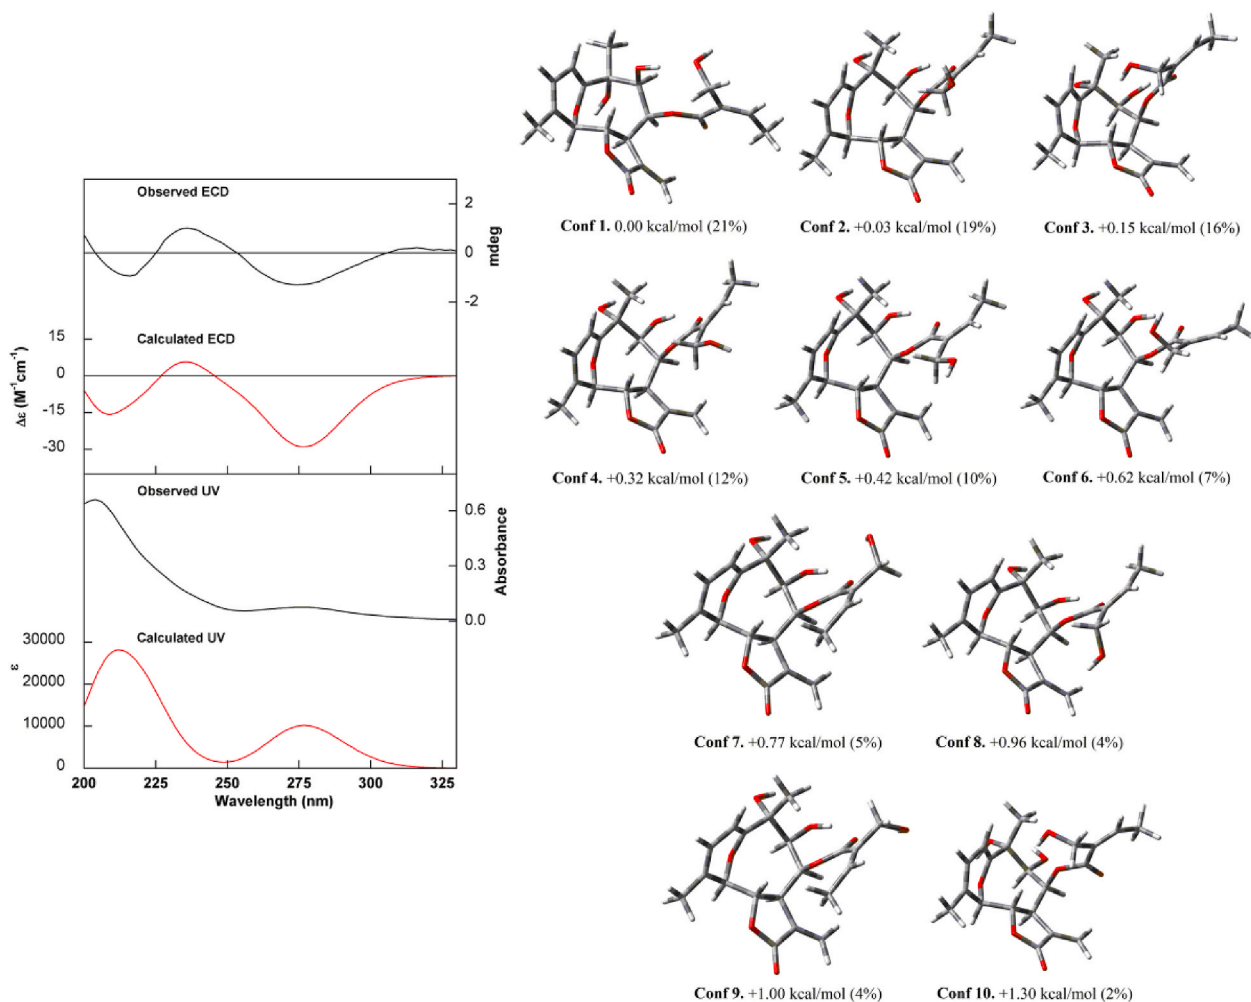 Observed ECD
2
0
-2
mdeg
Calculated ECD
15
0
-15
-30
Δε (M⁻¹cm⁻¹)
Observed UV
0.6
0.3
0.0
Absorbance
Calculated UV
30000
20000
10000
0
ε
200 225 250 275 300 325
Wavelength (nm)
Conf 1. 0.00 kcal/mol (21%)
Conf 2. +0.03 kcal/mol (19%)
Conf 3. +0.15 kcal/mol (16%)
Conf 4. +0.32 kcal/mol (12%)
Conf 5. +0.42 kcal/mol (10%)
Conf 6. +0.62 kcal/mol (7%)
Conf 7. +0.77 kcal/mol (5%)
Conf 8. +0.96 kcal/mol (4%)
Conf 9. +1.00 kcal/mol (4%)
Conf 10. +1.30 kcal/mol (2%)